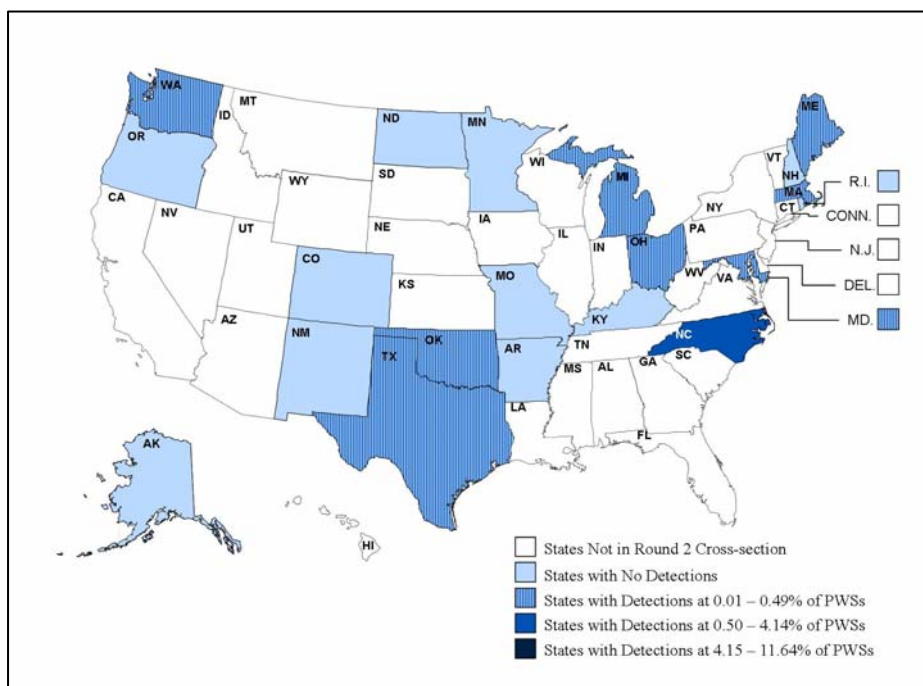 WA
MT
ND
MN
ME
ID
OR
VT
NH
WI
SD
MI
MA
R.I.
WY
NY
CT
CONN.
CA
IA
PA
NV
NE
N.J.
UT
IL
IN
OH
CO
WV
VA
DEL.
KS
MO
KY
MD.
AZ
NM
OK
TN
NC
TX
AR
SC
MS
AL
GA
LA
FL
AK
HI
States Not in Round 2 Cross-section
States with No Detections
States with Detections at 0.01 – 0.49% of PWSs
States with Detections at 0.50 – 4.14% of PWSs
States with Detections at 4.15 – 11.64% of PWSs